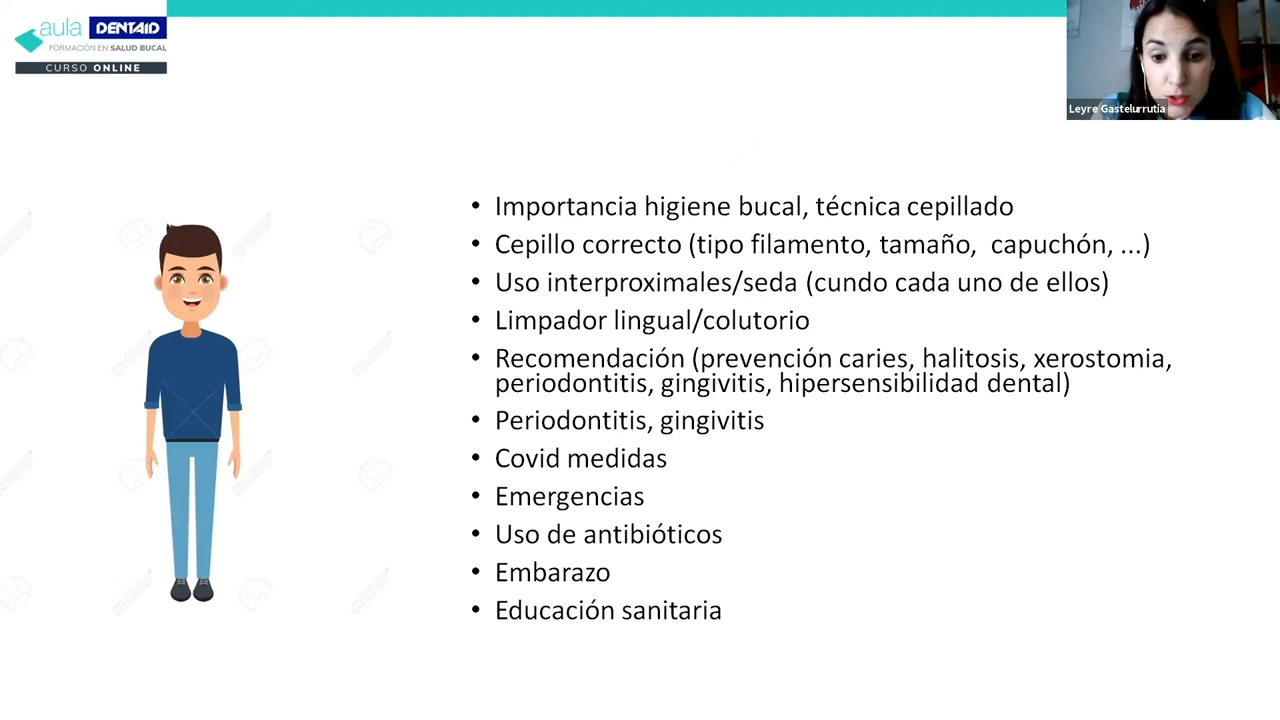 aula DENTAID
FORMACIÓN EN SALUD BUCAL
CURSO ONLINE
Leyre Gastelurrutia
• Importancia higiene bucal, técnica cepillado
• Cepillo correcto (tipo filamento, tamaño, capuchón, ...)
• Uso interproximales/seda (cundo cada uno de ellos)
• Limpador lingual/colutorio
• Recomendación (prevención caries, halitosis, xerostomia,
periodontitis, gingivitis, hipersensibilidad dental)
• Periodontitis, gingivitis
• Covid medidas
• Emergencias
• Uso de antibióticos
• Embarazo
• Educación sanitaria